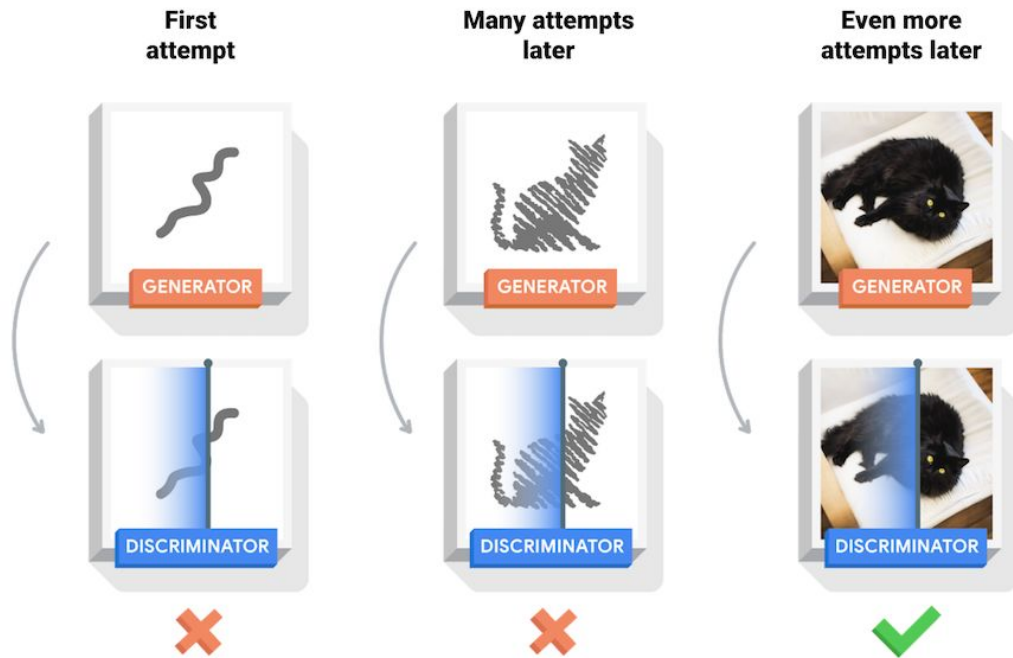 First
attempt
Many attempts
later
Even more
attempts later
GENERATOR
GENERATOR
GENERATOR
DISCRIMINATOR
DISCRIMINATOR
DISCRIMINATOR